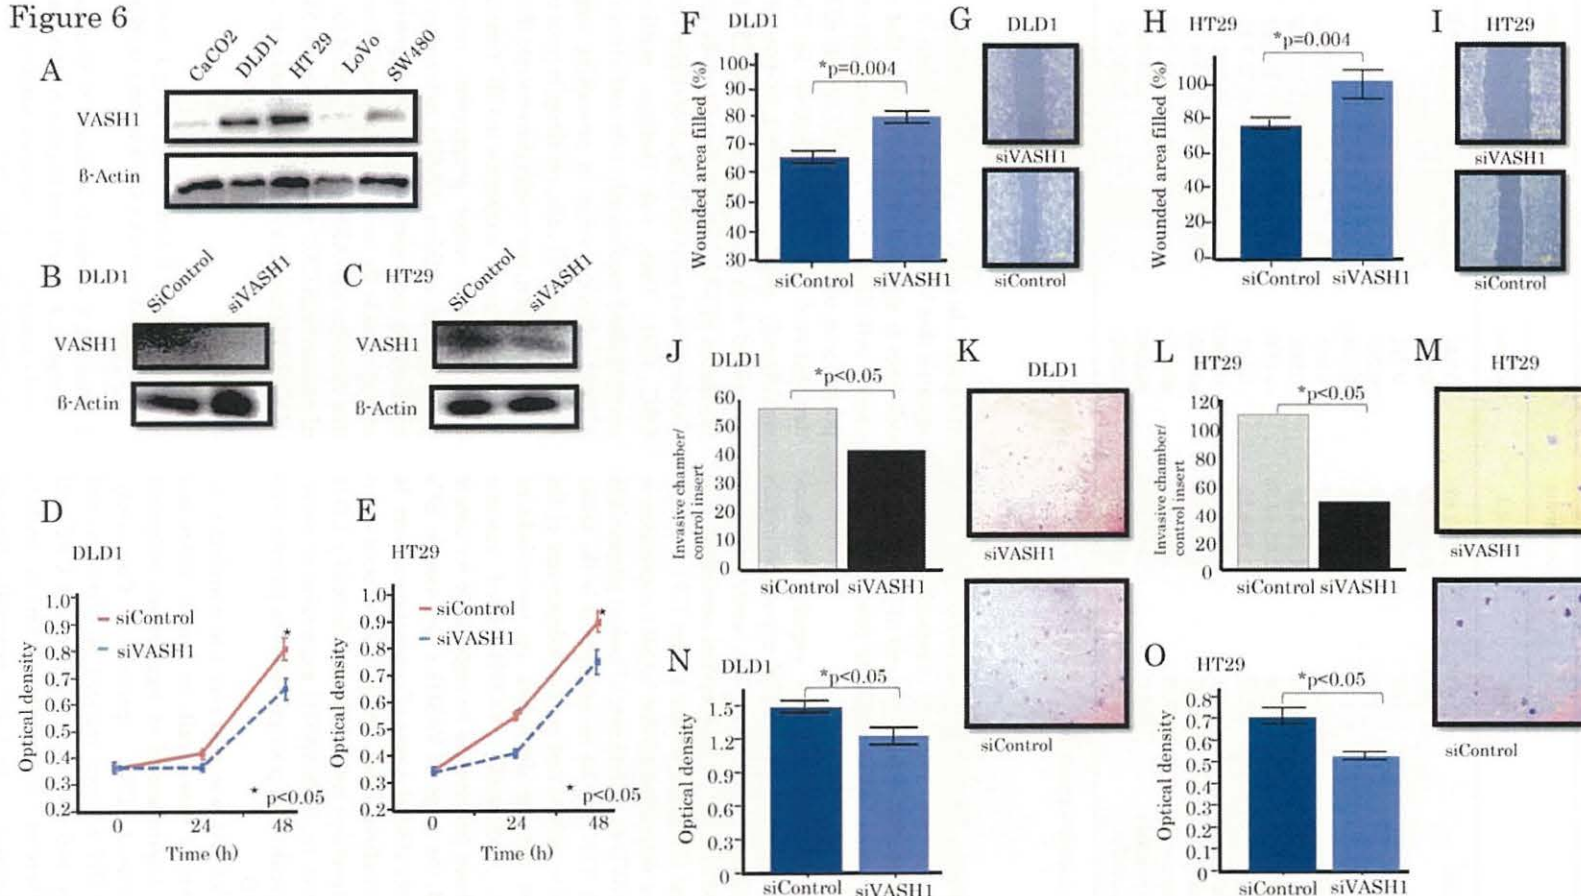 Figure 6
A
CaCO2
DLD1
HT 29
LoVo
SW480
VASH1
ß-Actin
B DLD1
SiControl
siVASH1
VASH1
ß-Actin
C HT29
SiControl
siVASH1
VASH1
ß-Actin
D
DLD1
Optical density
1.0
0.9
0.8
0.7
0.6
0.5
0.4
0.3
0.2
siControl
siVASH1
*
* p<0.05
0 24 48
Time (h)
E
HT29
Optical density
1.0
0.9
0.8
0.7
0.6
0.5
0.4
0.3
0.2
siControl
siVASH1
*
* p<0.05
0 24 48
Time (h)
F DLD1
Wounded area filled (%)
100
90
80
70
60
50
40
30
*p=0.004
siControl siVASH1
G DLD1
siVASH1
siControl
H HT29
Wounded area filled (%)
100
80
60
40
20
0
*p=0.004
siControl siVASH1
I HT29
siVASH1
siControl
J DLD1
Invasive chamber/
control insert
60
50
40
30
20
10
0
*p<0.05
siControl siVASH1
K DLD1
siVASH1
siControl
L HT29
Invasive chamber/
control insert
120
100
80
60
40
20
0
*p<0.05
siControl siVASH1
M HT29
siVASH1
siControl
N DLD1
Optical density
1.5
1.2
0.9
0.6
0.3
0
*p<0.05
siControl siVASH1
O HT29
Optical density
0.8
0.7
0.6
0.5
0.4
0.3
0.2
0.1
0
*p<0.05
siControl siVASH1